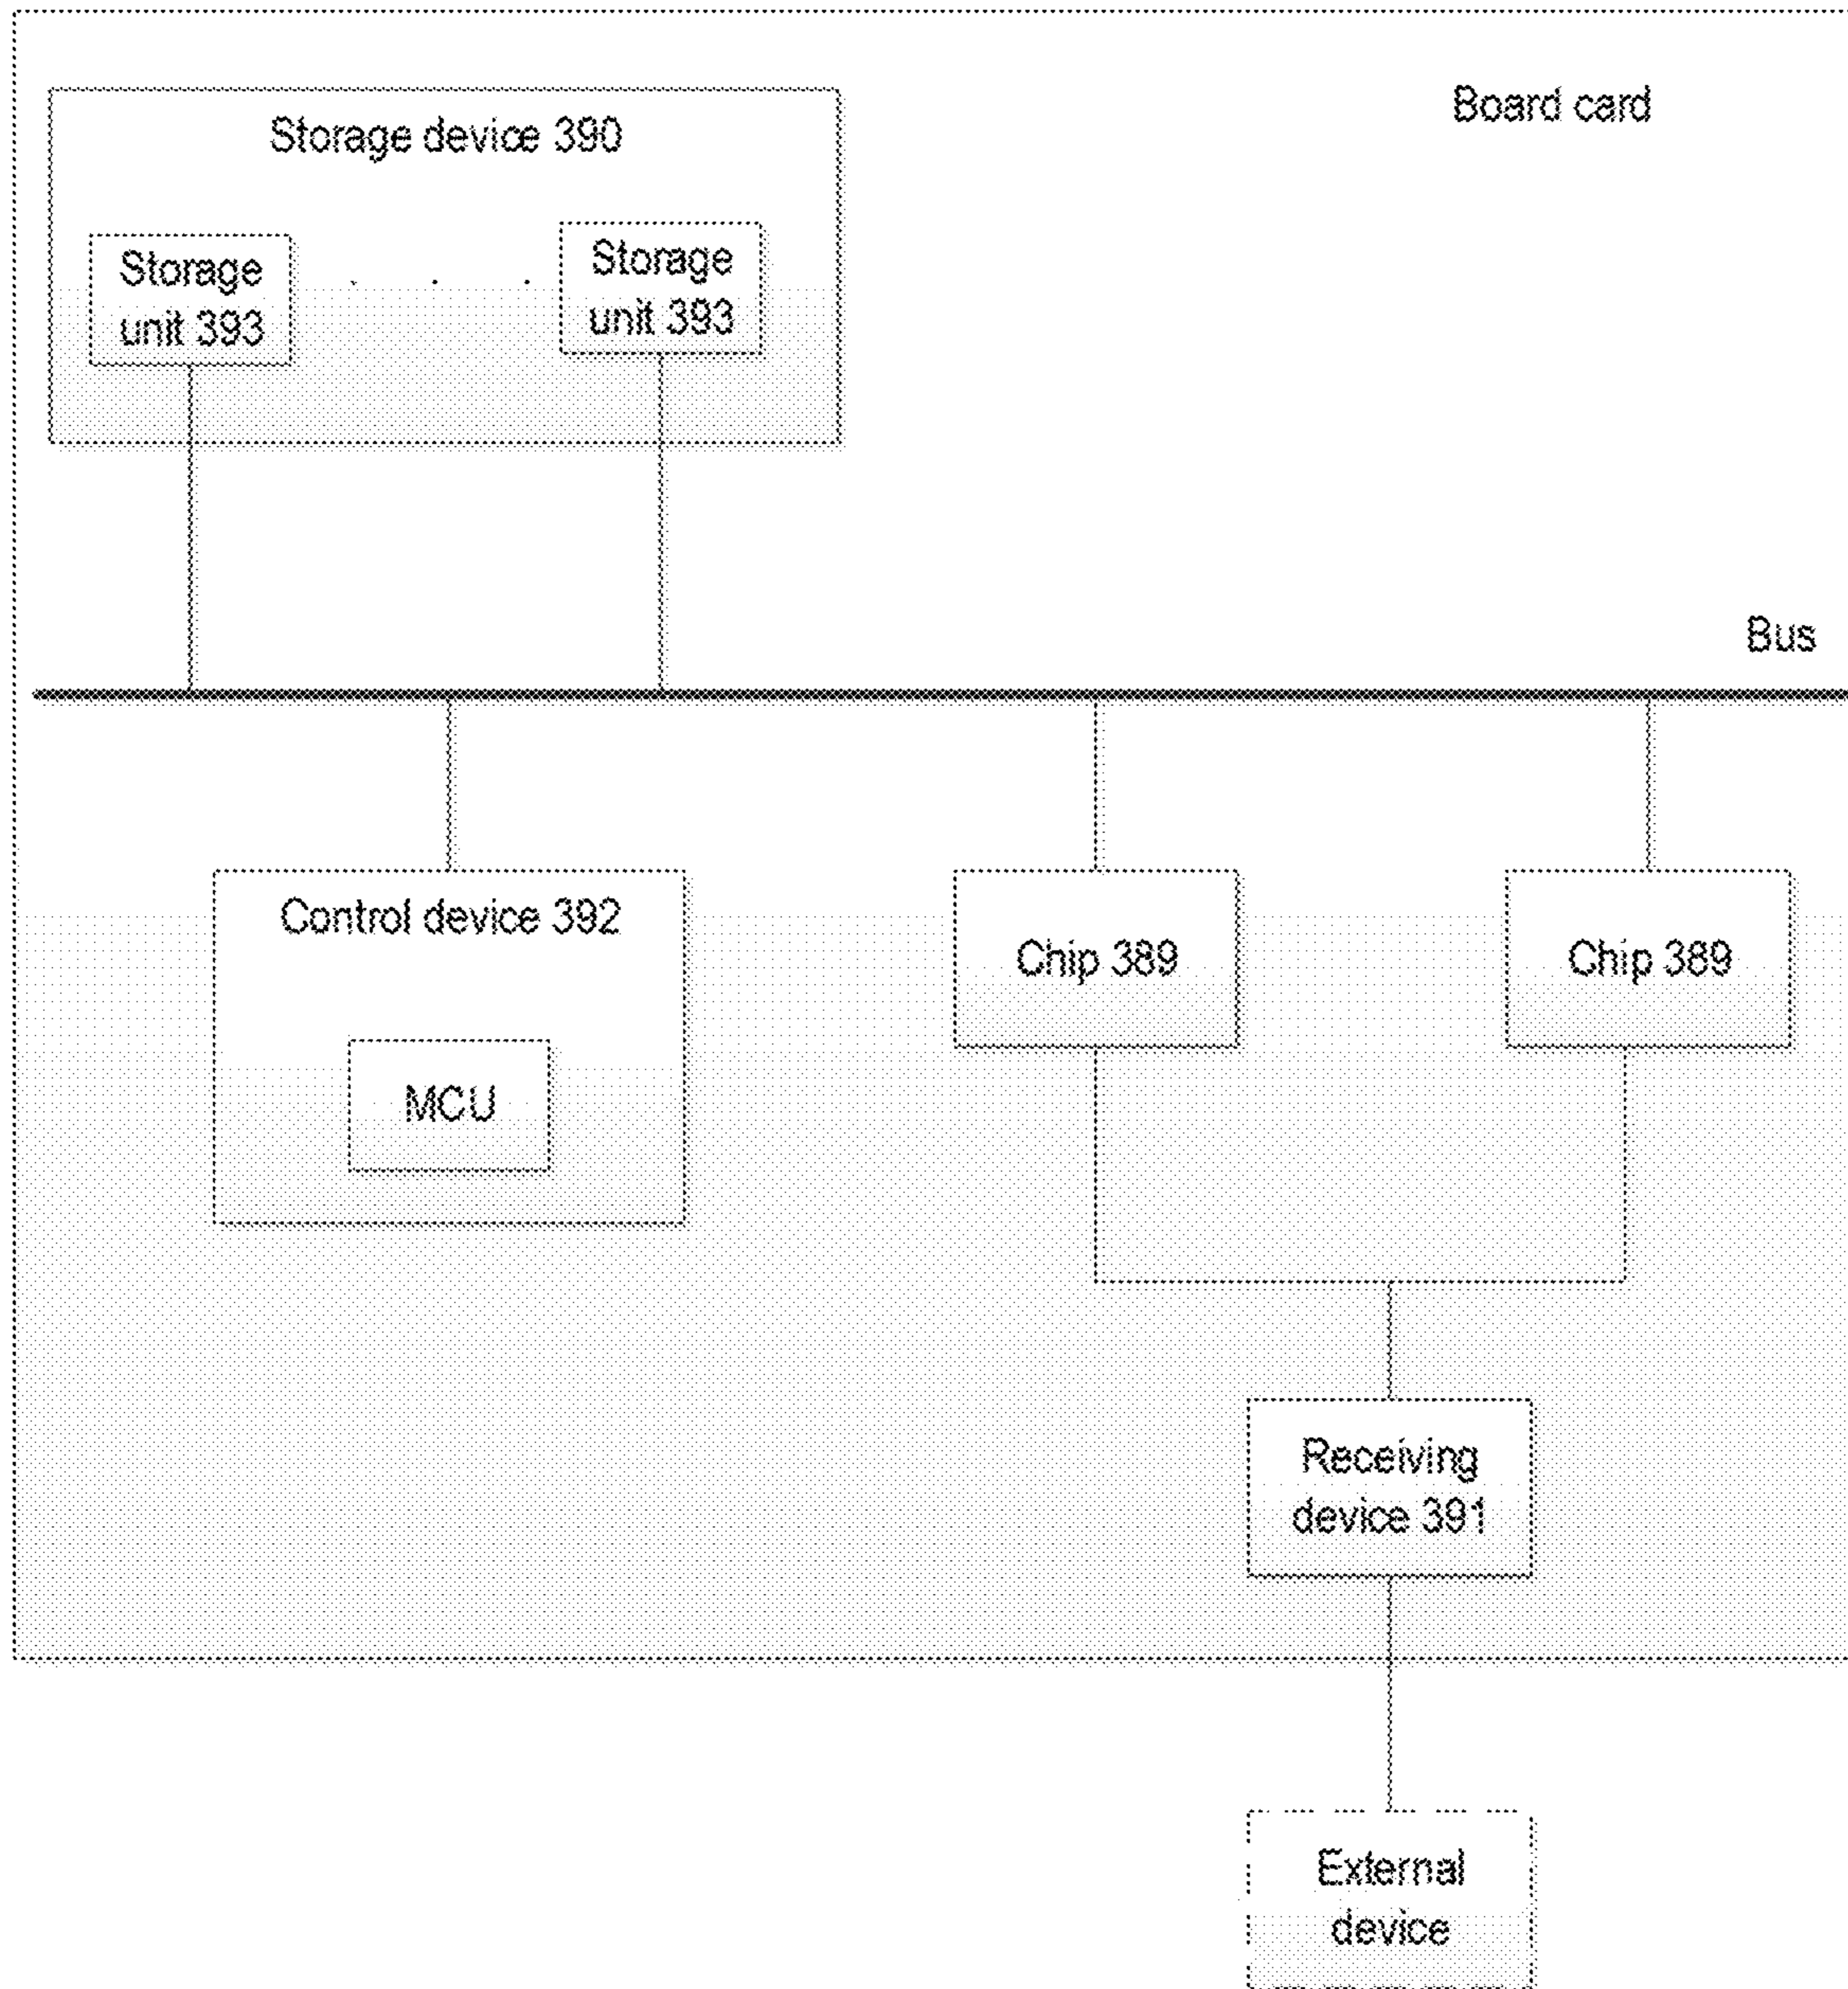 Board card
Storage device 390
Storage
unit 393
. . .
Storage
unit 393
Bus
Control device 392
MCU
Chip 389
Chip 389
Receiving
device 391
External
device